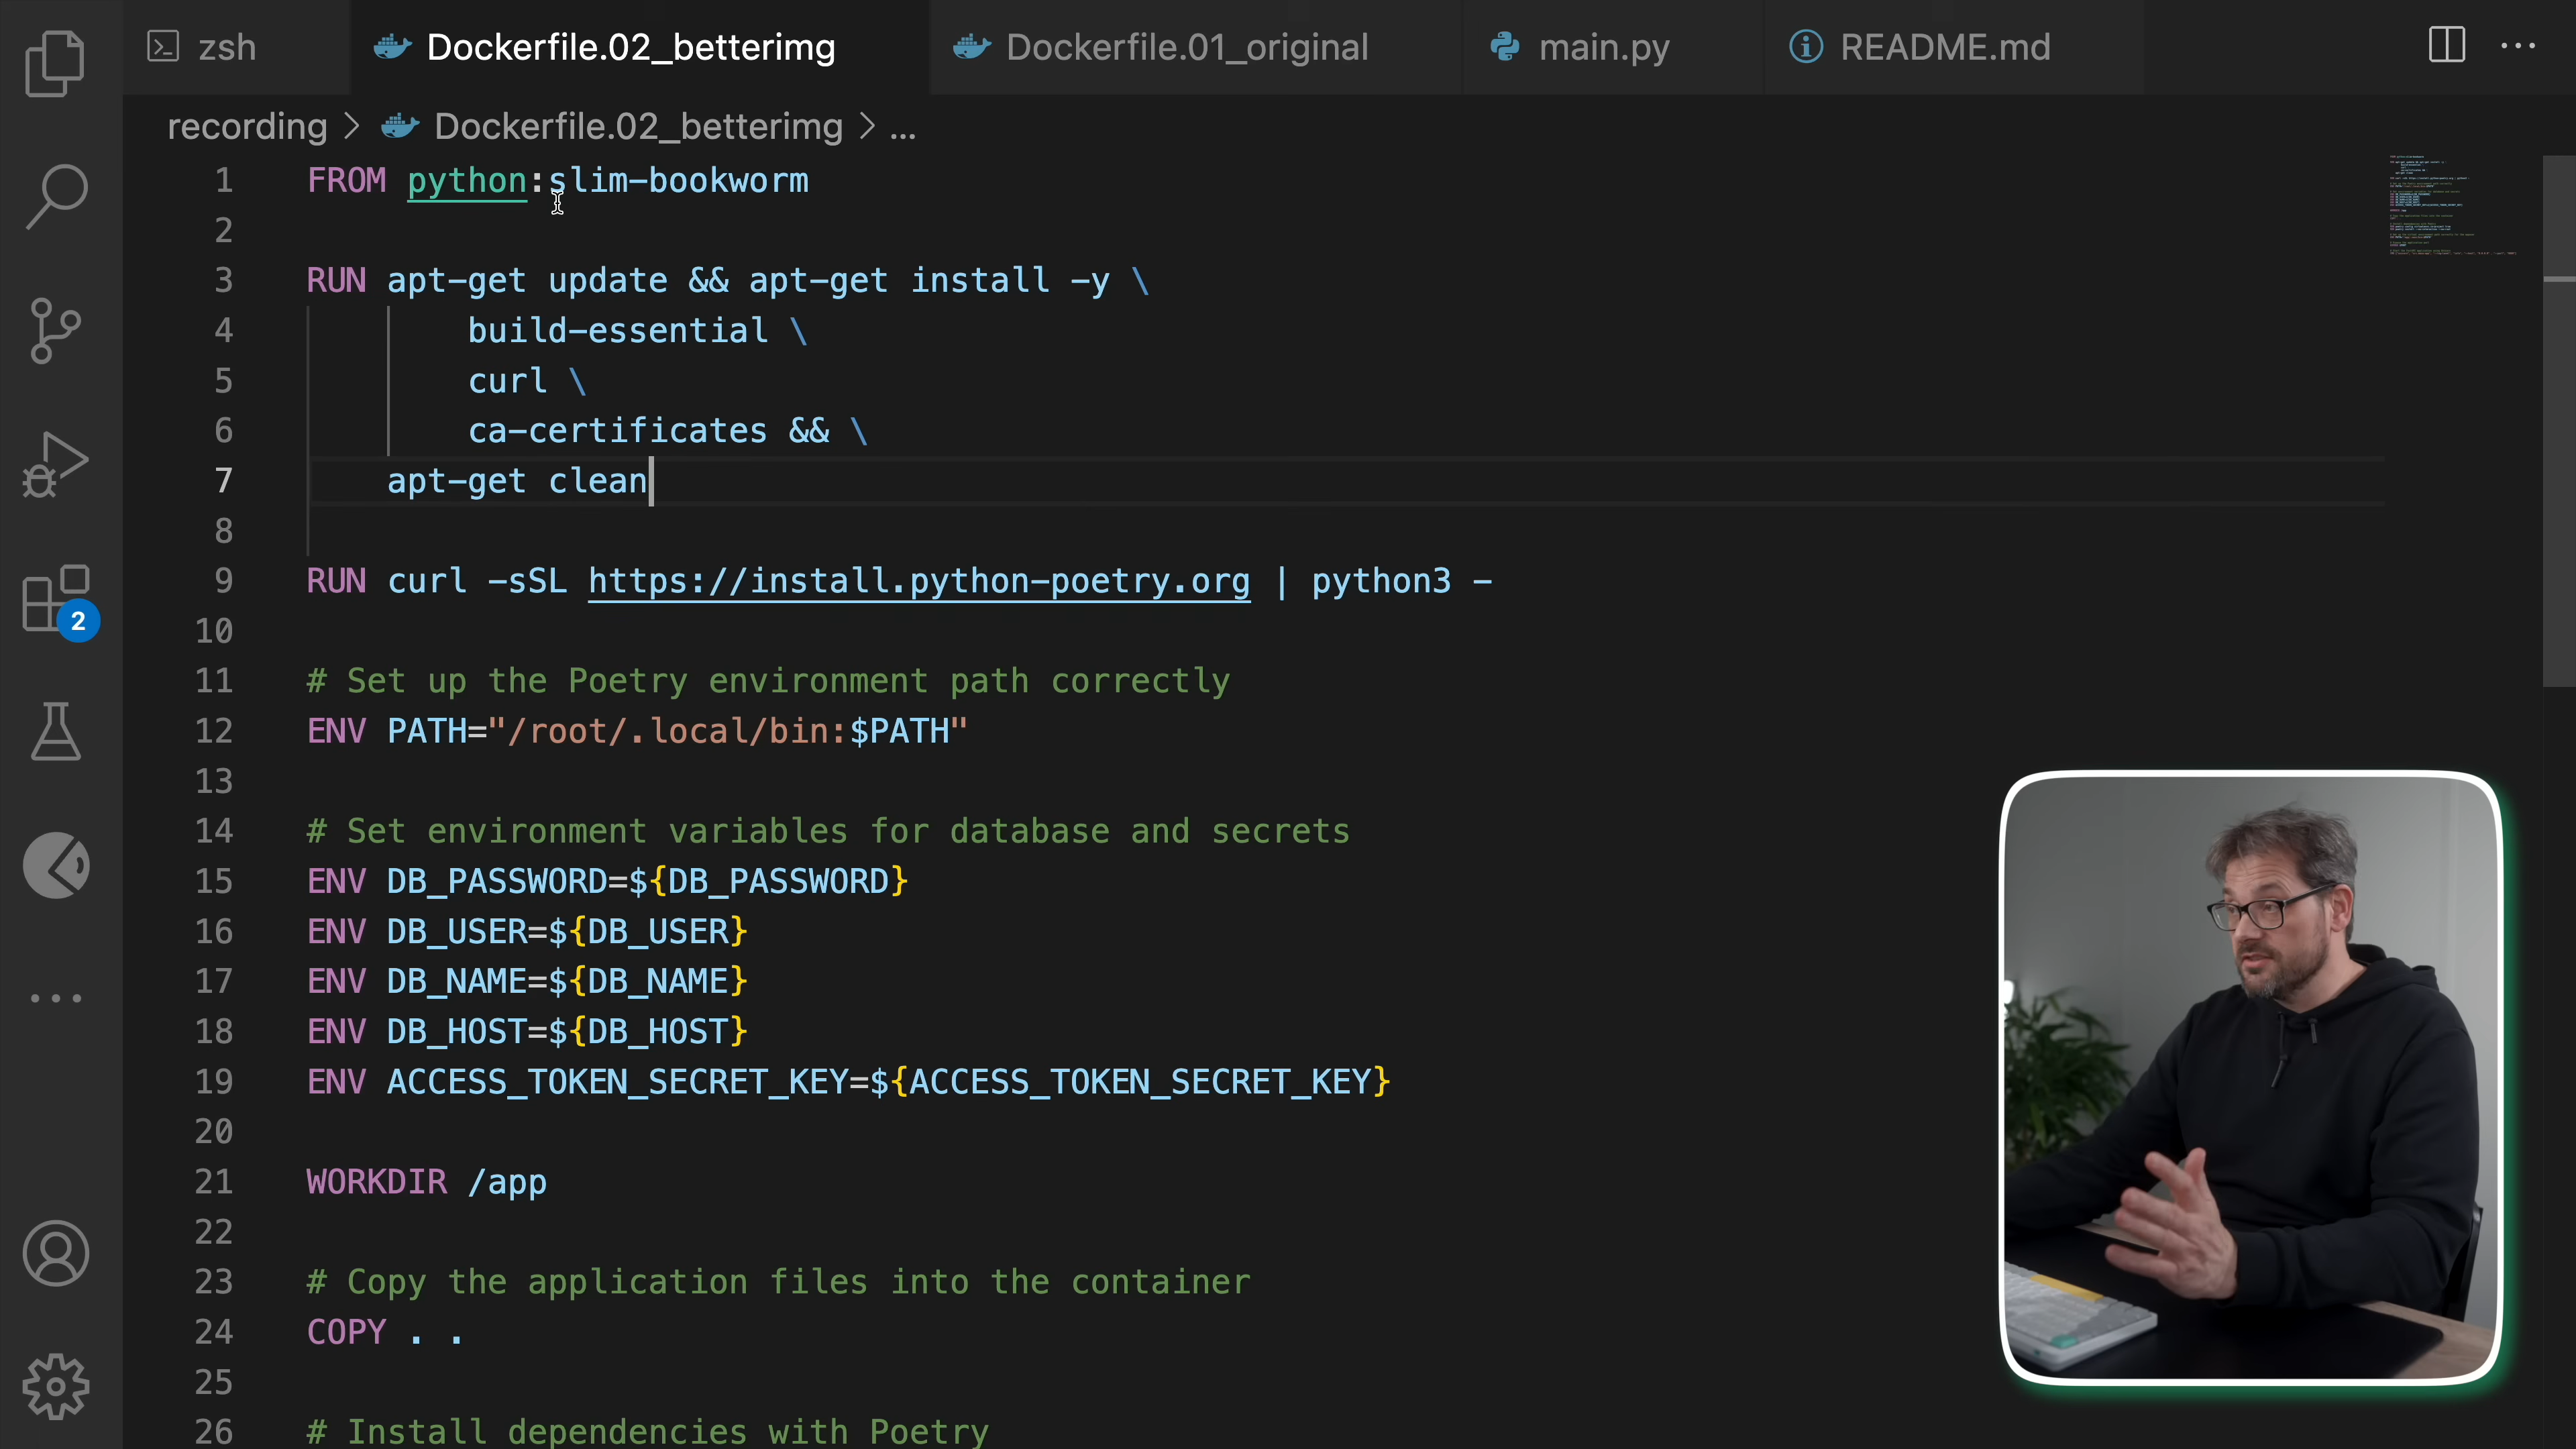 zsh
Dockerfile.02_betterimg
Dockerfile.01_original
main.py
README.md
recording > Dockerfile.02_betterimg > ...
1 FROM python:slim-bookworm
2
3 RUN apt-get update && apt-get install -y \
4 build-essential \
5 curl \
6 ca-certificates && \
7 apt-get clean
8
9 RUN curl -sSL https://install.python-poetry.org | python3 -
10
11 # Set up the Poetry environment path correctly
12 ENV PATH="/root/.local/bin:$PATH"
13
14 # Set environment variables for database and secrets
15 ENV DB_PASSWORD=${DB_PASSWORD}
16 ENV DB_USER=${DB_USER}
17 ENV DB_NAME=${DB_NAME}
18 ENV DB_HOST=${DB_HOST}
19 ENV ACCESS_TOKEN_SECRET_KEY=${ACCESS_TOKEN_SECRET_KEY}
20
21 WORKDIR /app
22
23 # Copy the application files into the container
24 COPY . .
25
26 # Install dependencies with Poetry
2